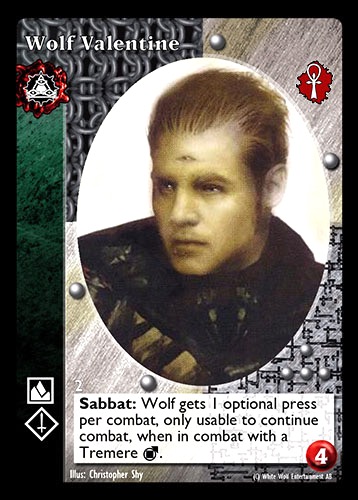 Wolf Valentine
2
Sabbat: Wolf gets 1 optional press
per combat, only usable to continue
combat, when in combat with a
Tremere.
4
Illus: Christopher Shy
(C) White Wolf Entertainment AB